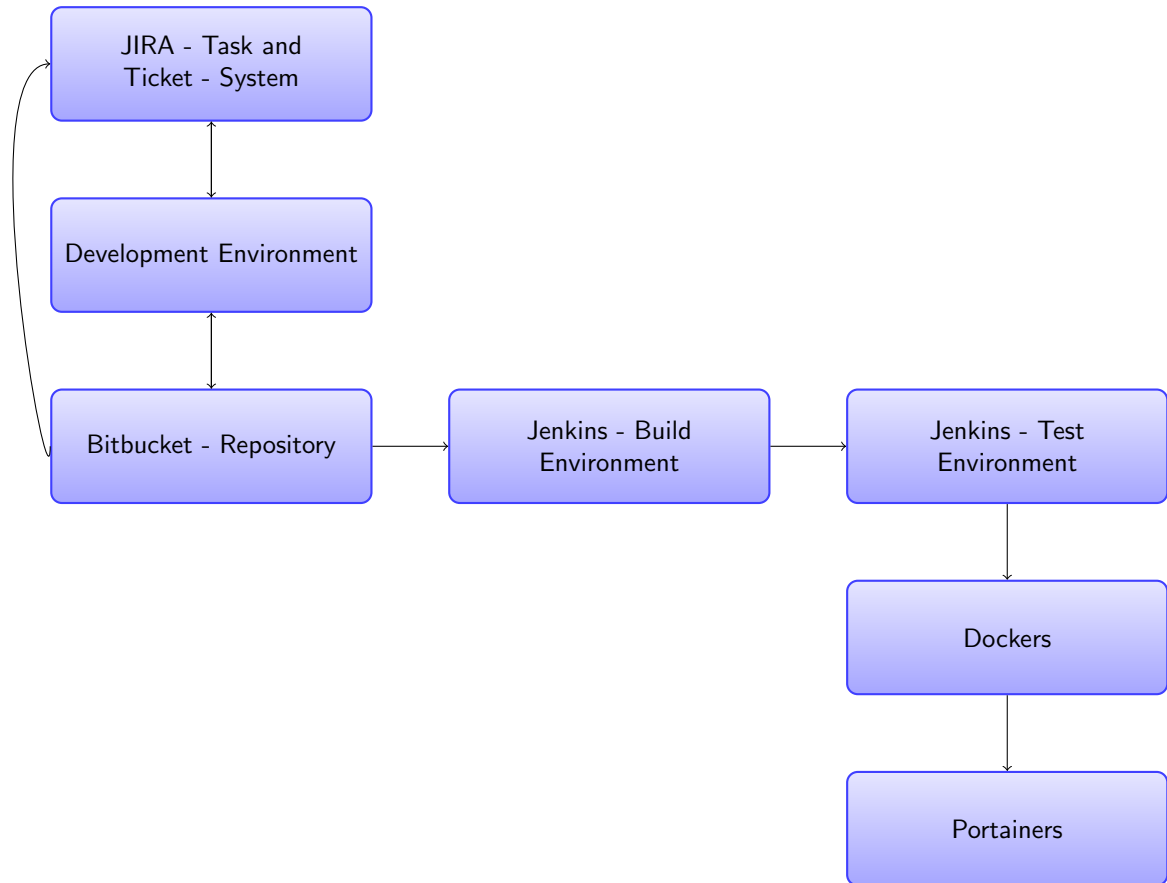 JIRA - Task and
Ticket - System
Development Environment
Bitbucket - Repository
Jenkins - Build
Environment
Jenkins - Test
Environment
Dockers
Portainers